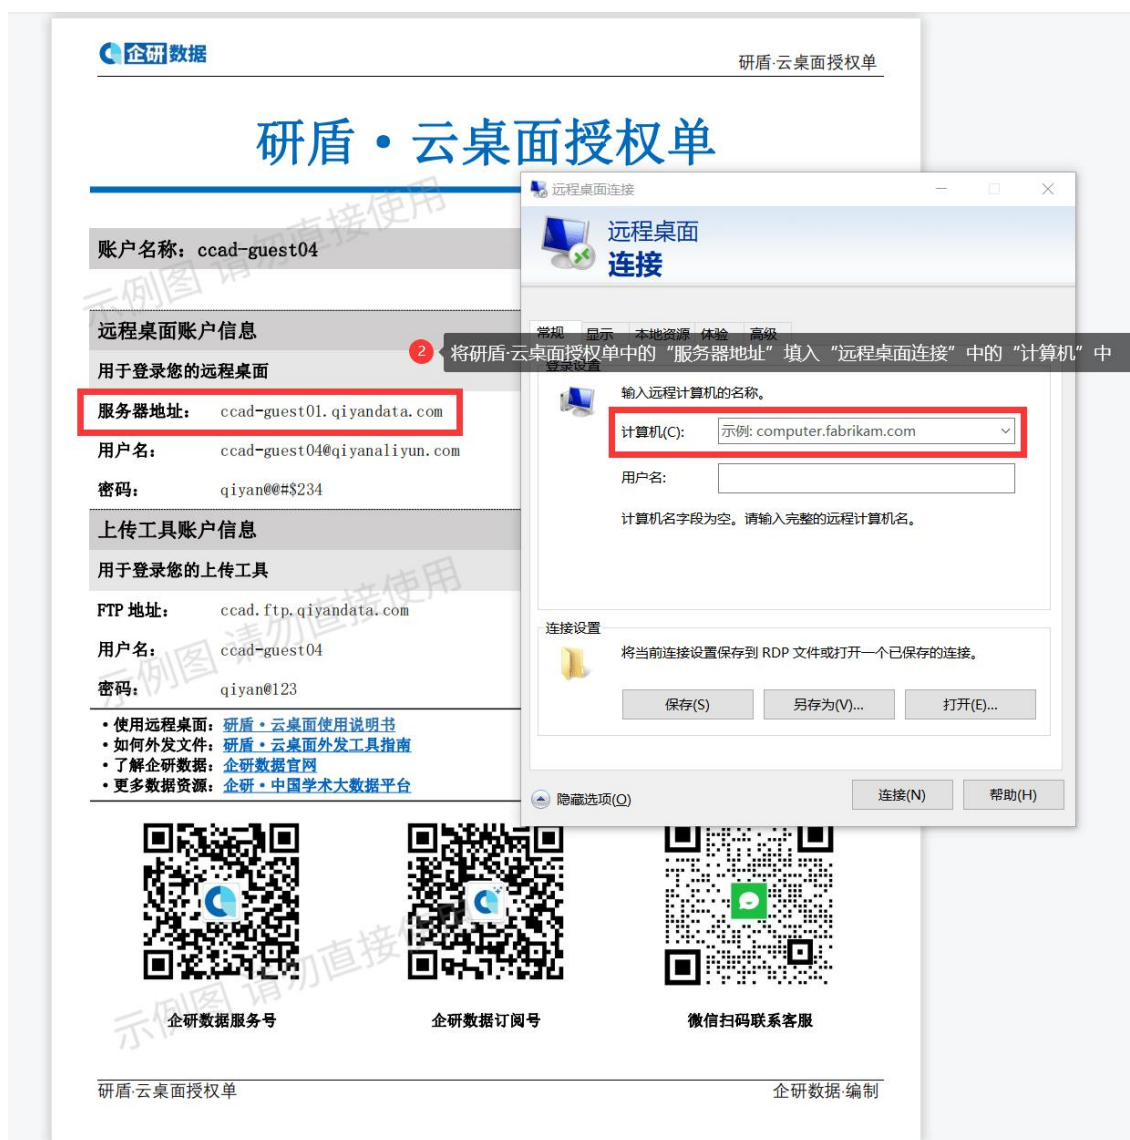 企研数据
研盾·云桌面授权单
研盾·云桌面授权单
账户名称：ccad-guest04
远程桌面账户信息
用于登录您的远程桌面
服务器地址： ccad-guest01.qiyandata.com
用户名： ccad-guest04@qiyanaliyun.com
密码： qiyan@@#$234
上传工具账户信息
用于登录您的上传工具
FTP 地址： ccad.ftp.qiyandata.com
用户名： ccad-guest04
密码： qiyan@123
•使用远程桌面：研盾·云桌面使用说明书
•如何外发文件：研盾·云桌面外发工具指南
•了解企研数据：企研数据官网
•更多数据资源：企研·中国学术大数据平台
远程桌面连接
远程桌面
连接
常规 显示 本地资源 体验 高级
2 将研盾·云桌面授权单中的“服务器地址”填入“远程桌面连接”中的“计算机”中
登录设置
输入远程计算机的名称。
计算机(C): 示例: computer.fabrikam.com
用户名:
计算机名字段为空。请输入完整的远程计算机名。
连接设置
将当前连接设置保存到 RDP 文件或打开一个已保存的连接。
保存(S) 另存为(V)... 打开(E)...
隐藏选项(O) 连接(N) 帮助(H)
企研数据服务号 企研数据订阅号 微信扫码联系客服
研盾·云桌面授权单 企研数据·编制
示例图 请勿直接使用
示例图 请勿直接使用
示例图 请勿直接使用